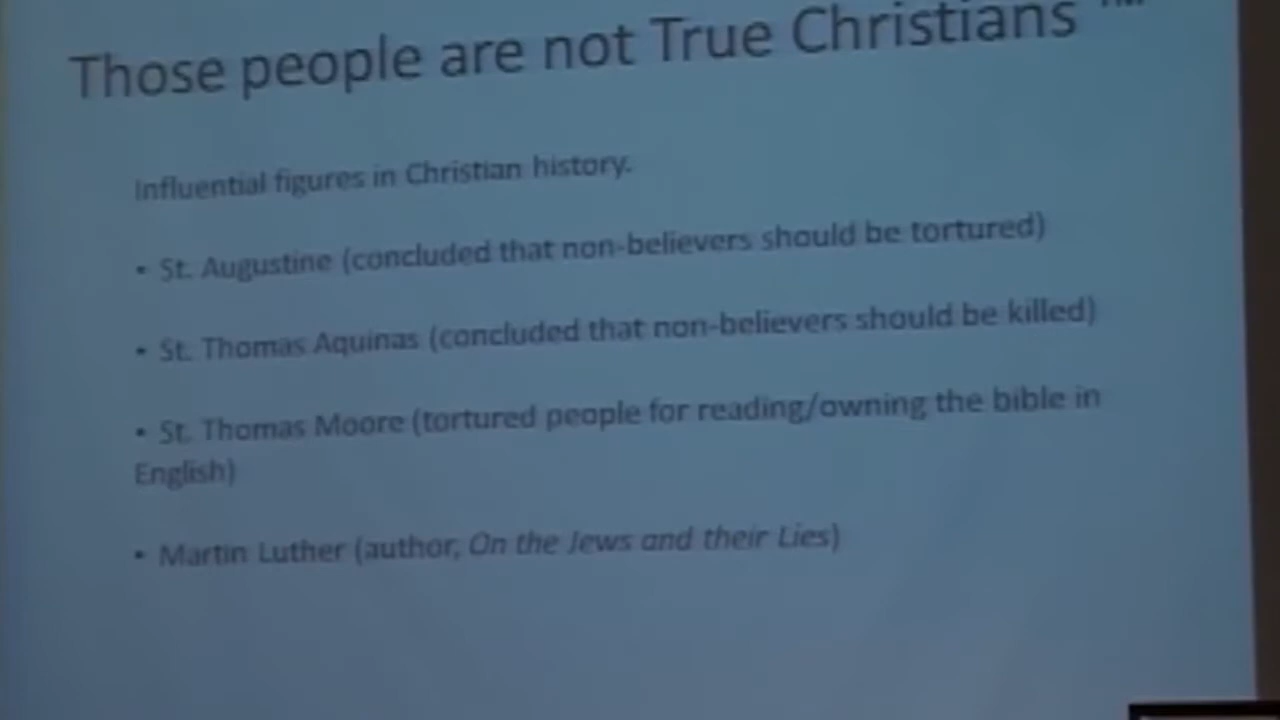 Those people are not True Christians ™
Influential figures in Christian history.
• St. Augustine (concluded that non-believers should be tortured)
• St. Thomas Aquinas (concluded that non-believers should be killed)
• St. Thomas Moore (tortured people for reading/owning the bible in
English)
• Martin Luther (author, On the Jews and their Lies)